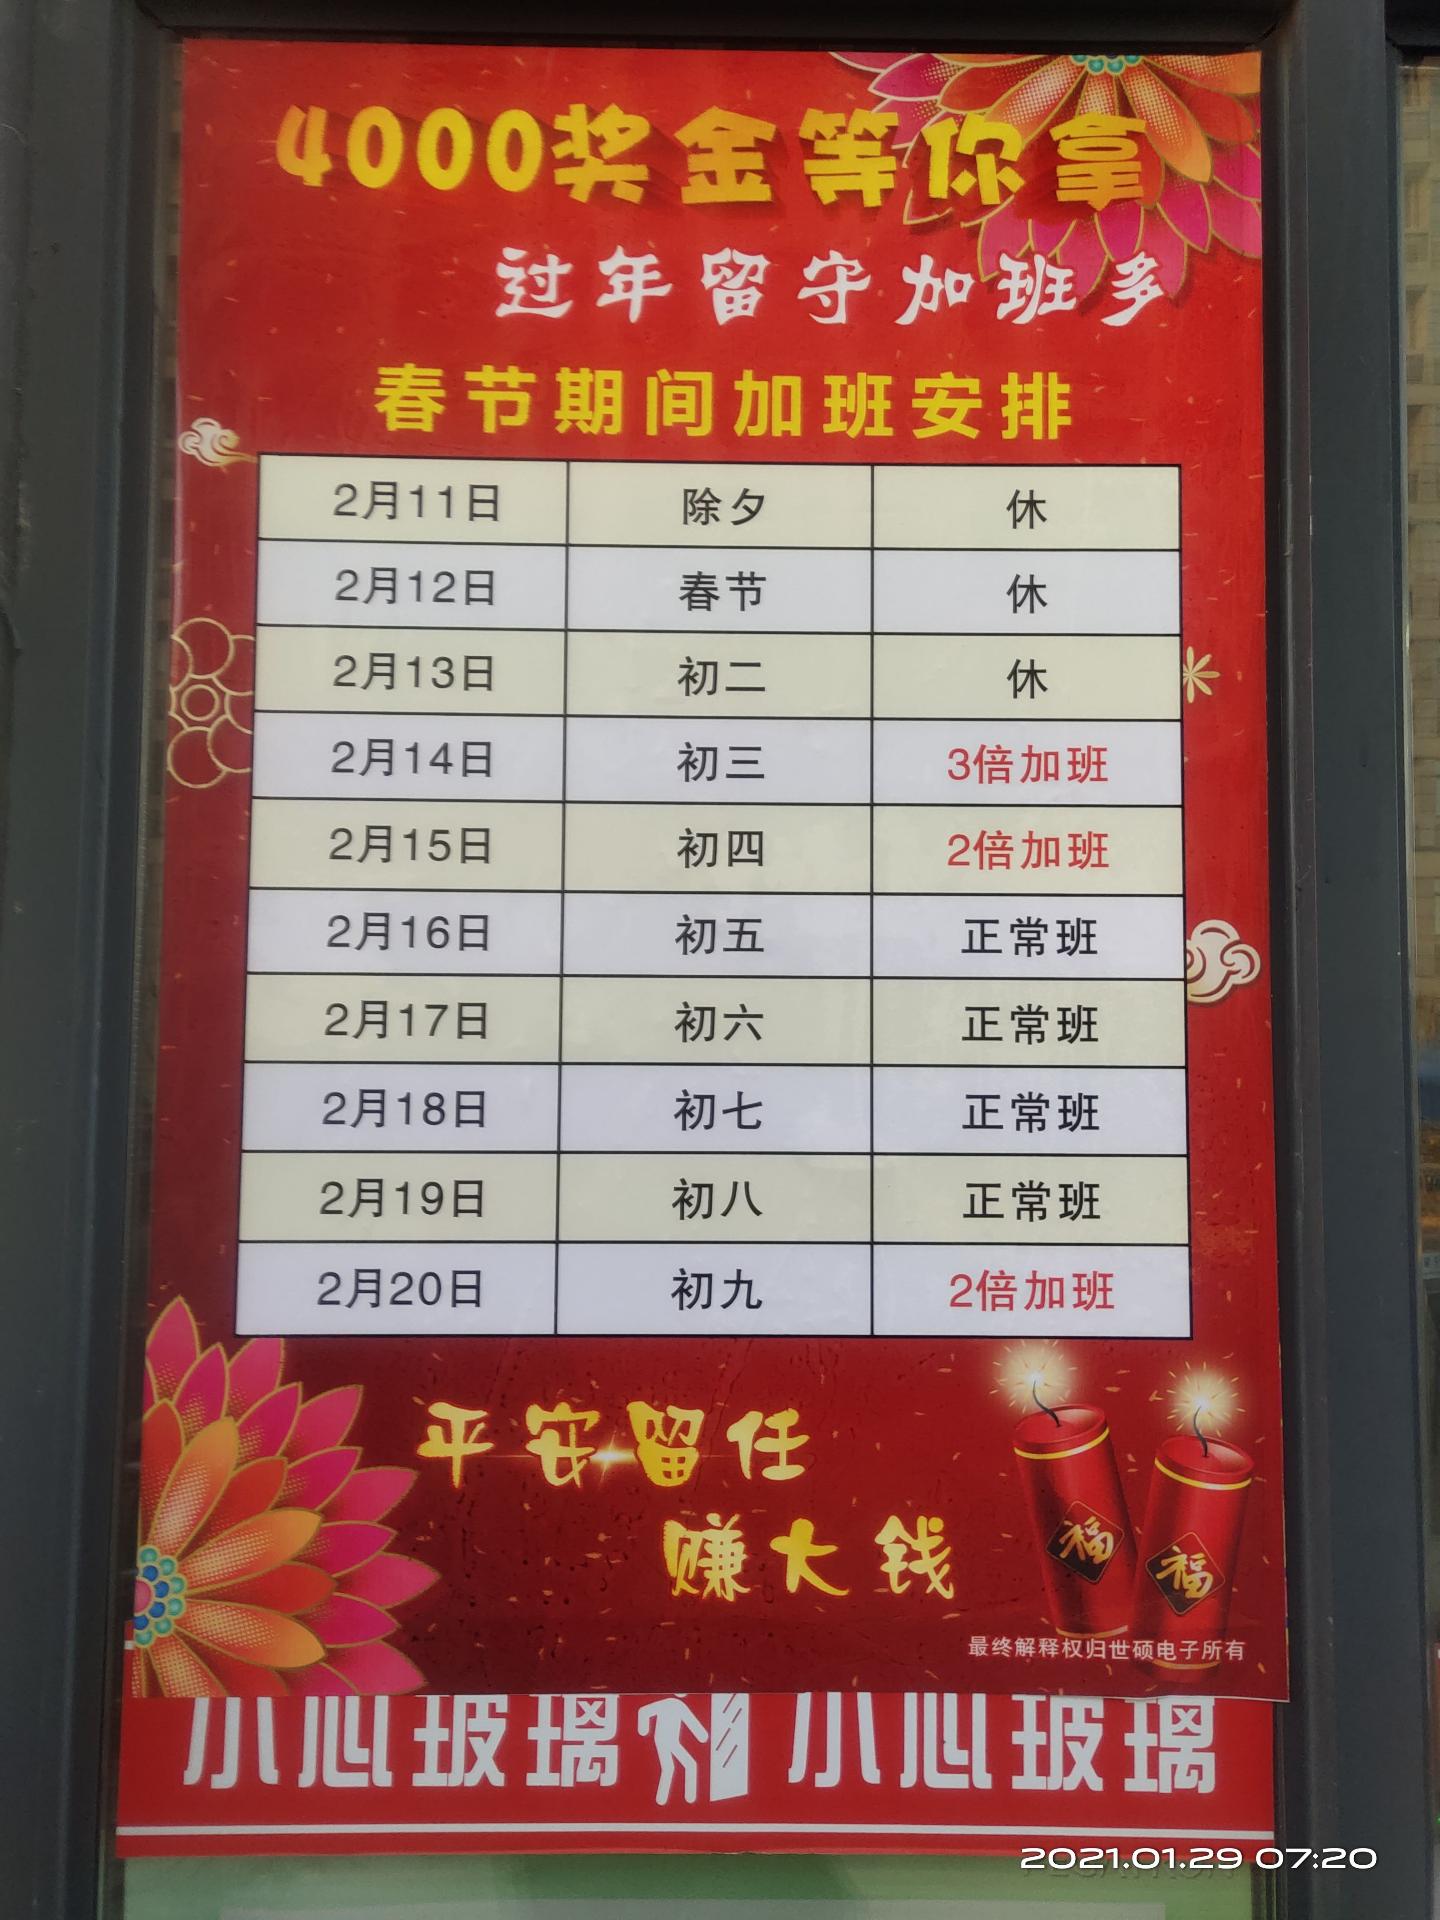 4000奖金等你拿
过年留守加班多
春节期间加班安排
2月11日 除夕 休
2月12日 春节 休
2月13日 初二 休
2月14日 初三 3倍加班
2月15日 初四 2倍加班
2月16日 初五 正常班
2月17日 初六 正常班
2月18日 初七 正常班
2月19日 初八 正常班
2月20日 初九 2倍加班
平安留任
赚大钱
福 福
最终解释权归世硕电子所有
小心玻璃 小心玻璃
2021.01.29 07:20